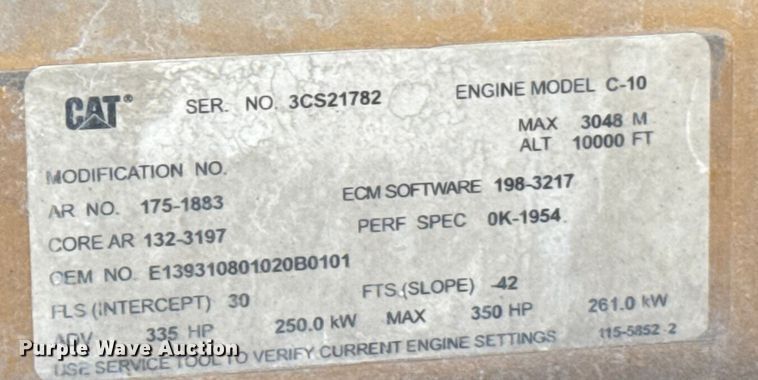 CAT® SER. NO. 3CS21782 ENGINE MODEL C-10
MAX 3048 M
ALT 10000 FT
MODIFICATION NO.
AR NO. 175-1883 ECM SOFTWARE 198-3217
CORE AR 132-3197 PERF SPEC 0K-1954
OEM NO. E139310801020B0101
FLS (INTERCEPT) 30 FTS (SLOPE) -42
ADV 335 HP 250.0 kW MAX 350 HP 261.0 kW
USE SERVICE TOOL TO VERIFY CURRENT ENGINE SETTINGS 115-5852 2
Purple Wave Auction